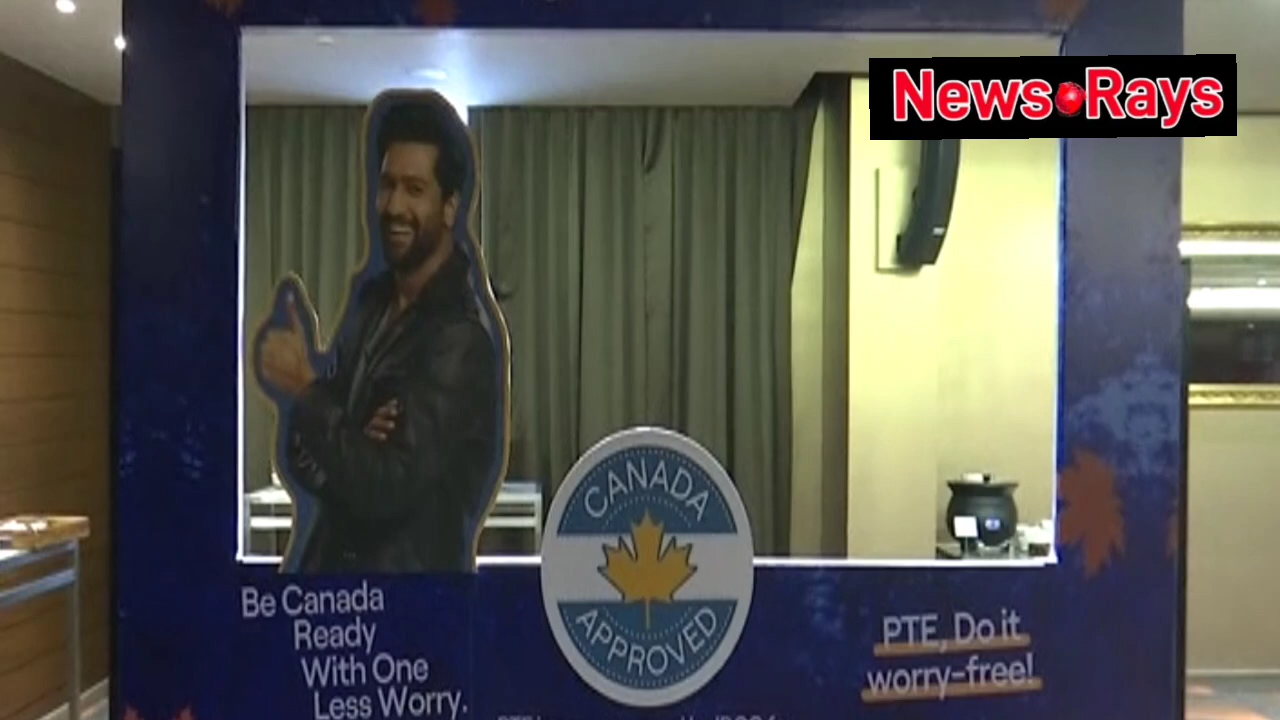 News Rays
CANADA
APPROVED
Be Canada
Ready
With One
Less Worry.
PTE, Do it
worry-free!